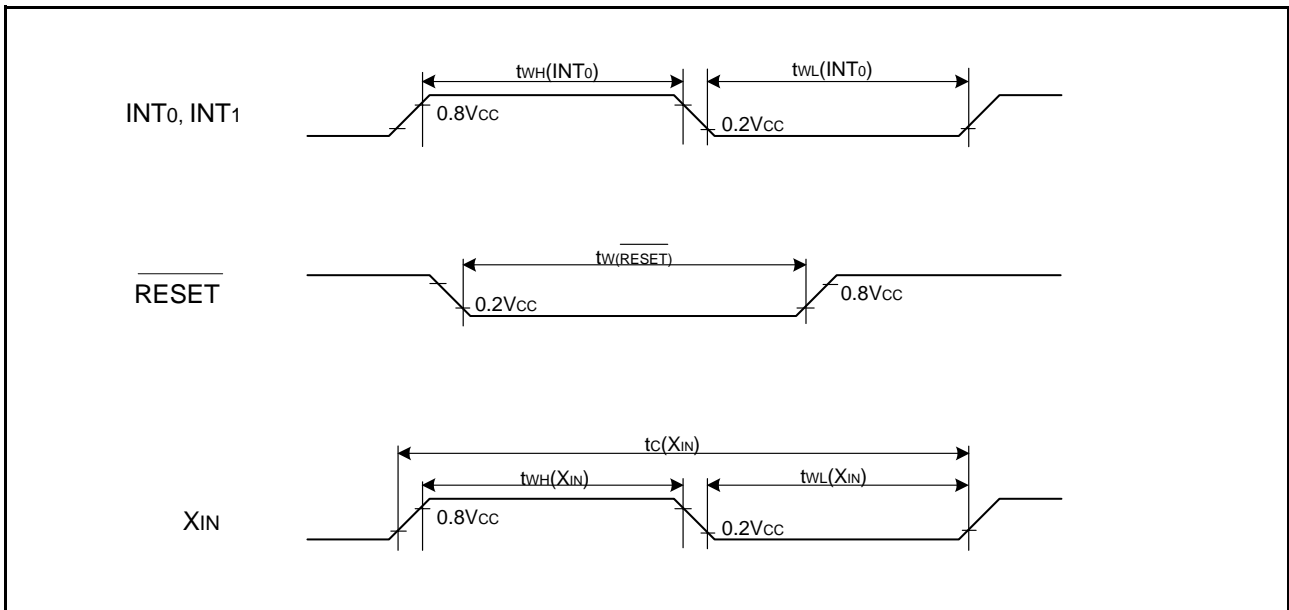 tWH(INT0) tWL(INT0)
INT0, INT1
0.8VCC 0.2VCC
tW(RESET)
RESET
0.2VCC 0.8VCC
tC(XIN)
tWH(XIN) tWL(XIN)
XIN
0.8VCC 0.2VCC